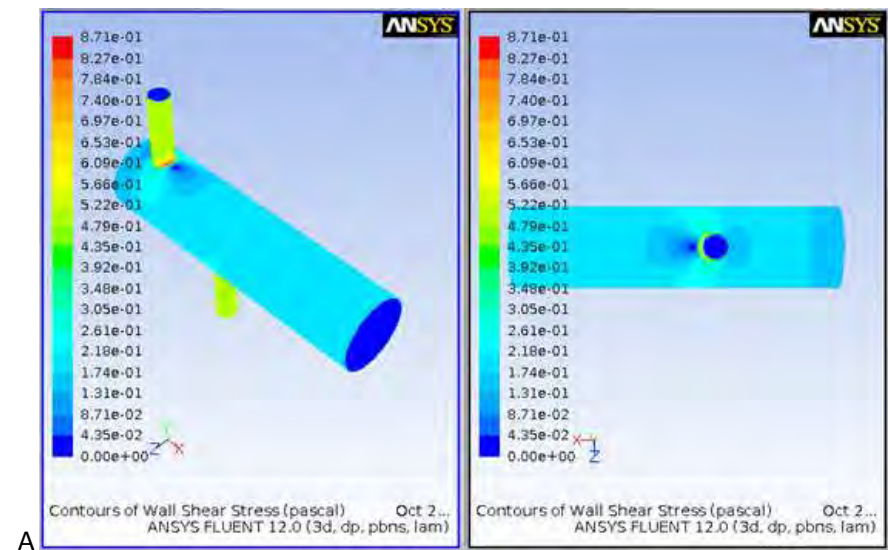 ANSYS
8.71e-01
8.27e-01
7.84e-01
7.40e-01
6.97e-01
6.53e-01
6.09e-01
5.66e-01
5.22e-01
4.79e-01
4.35e-01
3.92e-01
3.48e-01
3.05e-01
2.61e-01
2.18e-01
1.74e-01
1.31e-01
8.71e-02
4.35e-02
0.00e+00
Y
Z
X
Contours of Wall Shear Stress (pascal) Oct 2...
ANSYS FLUENT 12.0 (3d, dp, pbns, lam)
ANSYS
8.71e-01
8.27e-01
7.84e-01
7.40e-01
6.97e-01
6.53e-01
6.09e-01
5.66e-01
5.22e-01
4.79e-01
4.35e-01
3.92e-01
3.48e-01
3.05e-01
2.61e-01
2.18e-01
1.74e-01
1.31e-01
8.71e-02
4.35e-02
0.00e+00
X
Z
Contours of Wall Shear Stress (pascal) Oct 2...
ANSYS FLUENT 12.0 (3d, dp, pbns, lam)
A